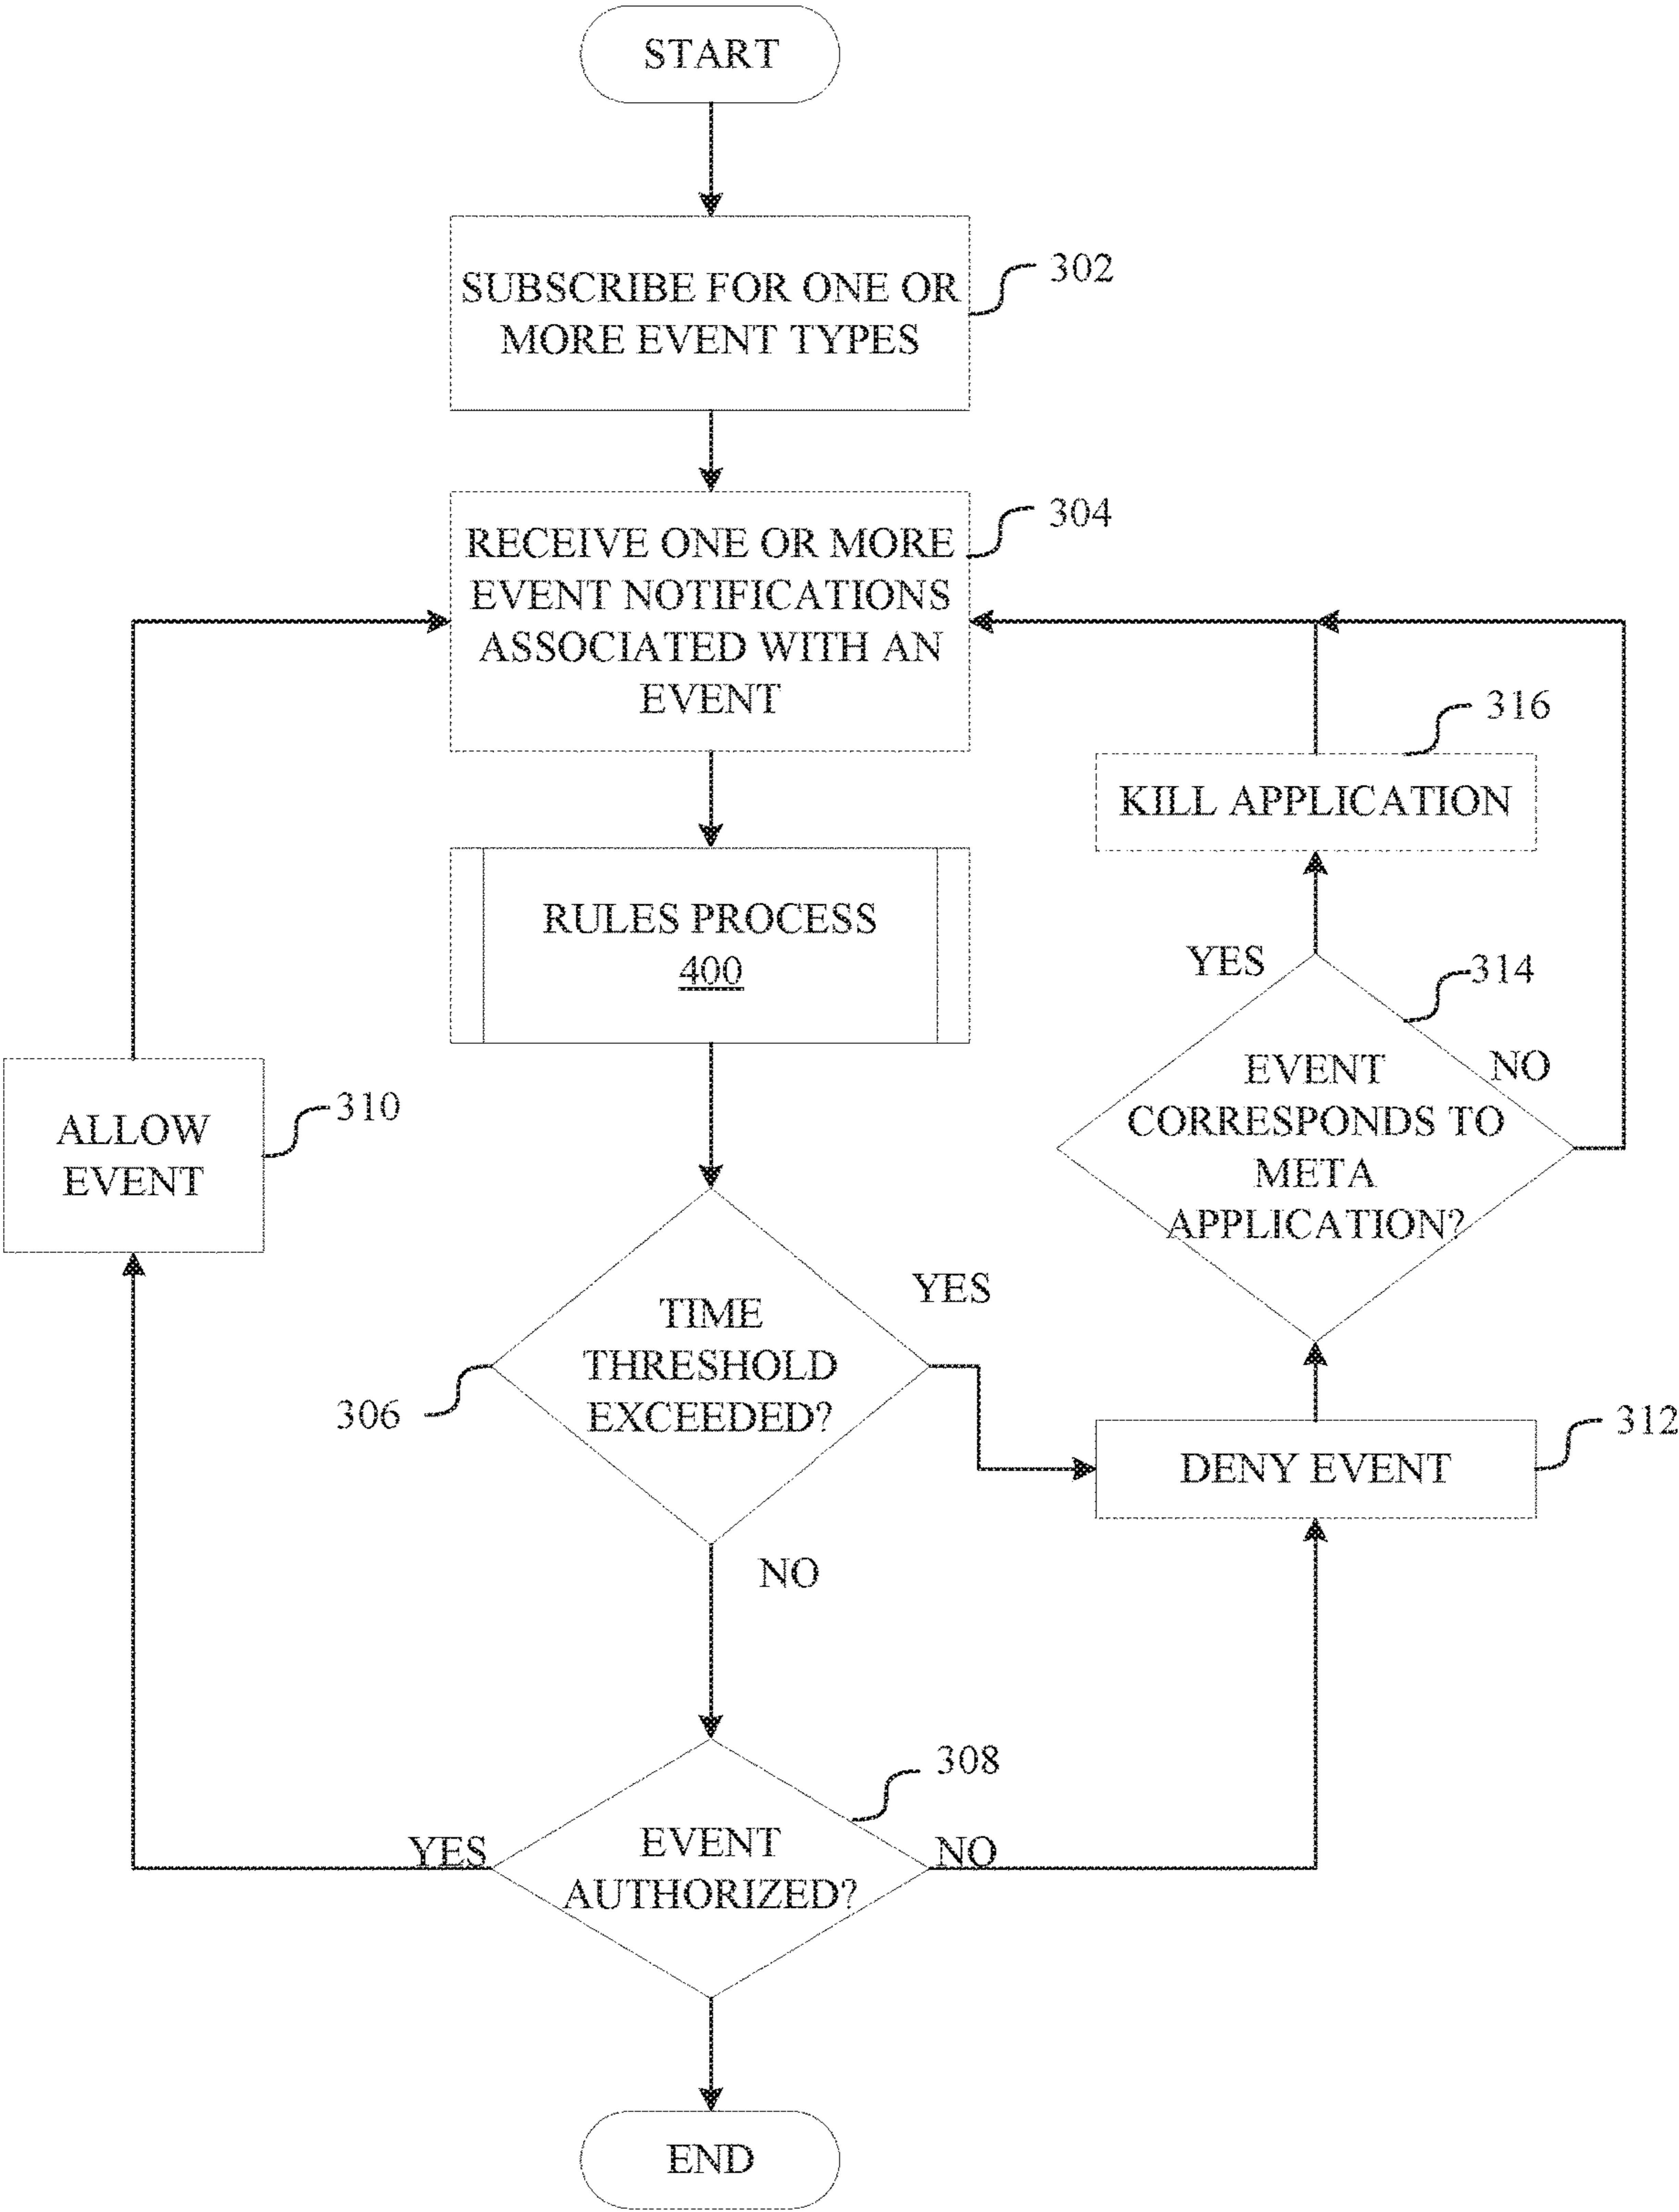 START
SUBSCRIBE FOR ONE OR
MORE EVENT TYPES
302
RECEIVE ONE OR MORE
EVENT NOTIFICATIONS
ASSOCIATED WITH AN
EVENT
304
316
KILL APPLICATION
RULES PROCESS
400
YES
314
NO
EVENT
CORRESPONDS TO
META
APPLICATION?
ALLOW
EVENT
310
YES
TIME
THRESHOLD
EXCEEDED?
306
312
DENY EVENT
NO
308
YES
EVENT
AUTHORIZED?
NO
END